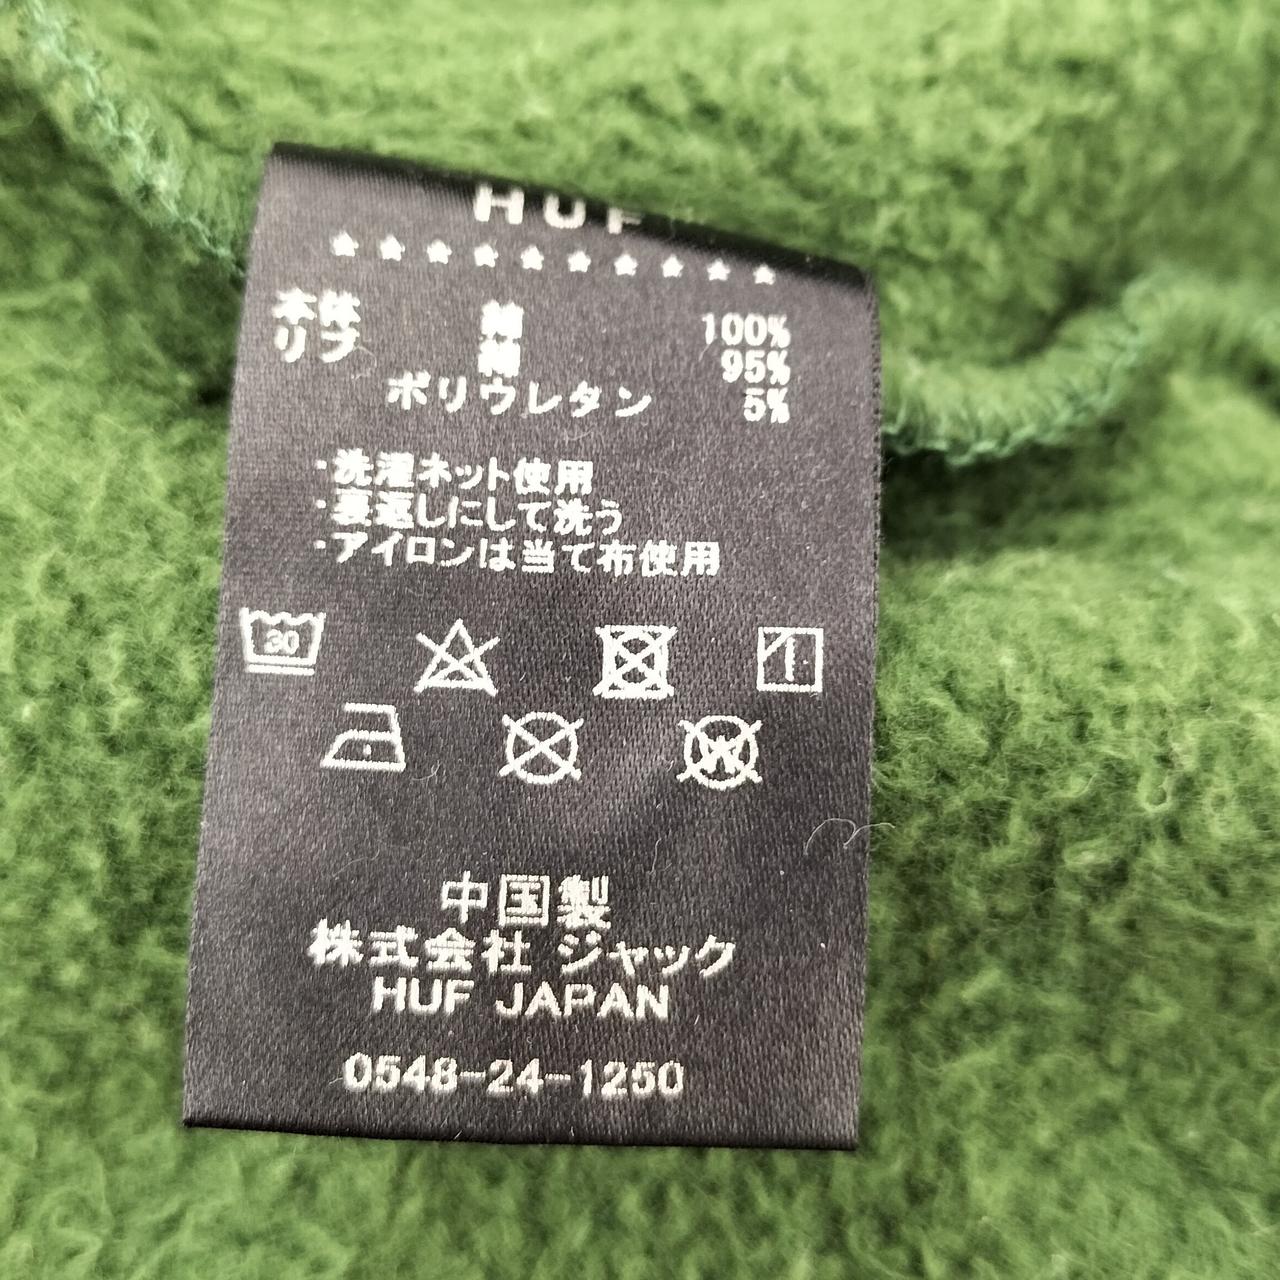 HUF
★★★★★★★★★★
本体 綿 100%
リブ 綿 95%
ポリウレタン 5%
・洗濯ネット使用
・裏返しにして洗う
・アイロンは当て布使用
30
W
中国製
株式会社 ジャック
HUF JAPAN
0548-24-1250